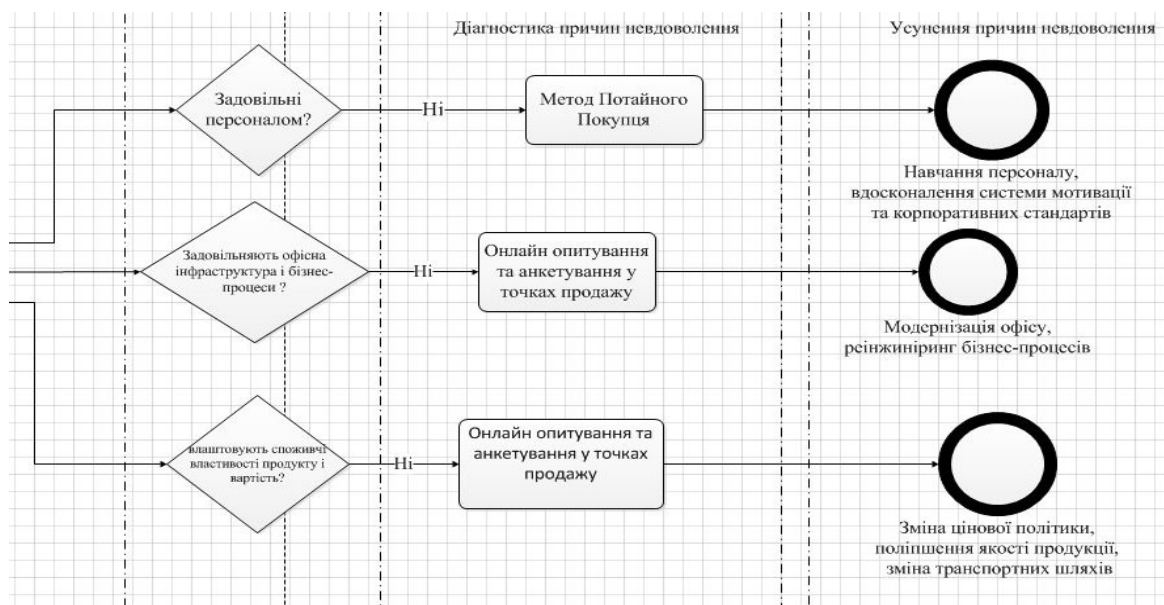 Діагностика причин невдоволення
Усунення причин невдоволення
Задовільні
персоналом?
Ні
Метод Потайного
Покупця
Навчання персоналу,
вдосконалення системи мотивації
та корпоративних стандартів
Задовільняють офісна
інфраструктура і бізнес-
процеси ?
Ні
Онлайн опитування
та анкетування у
точках продажу
Модернізація офісу,
реінжиніринг бізнес-процесів
влаштовують споживчі
властивості продукту і
вартість?
Ні
Онлайн опитування та
анкетування у точках
продажу
Зміна цінової політики,
поліпшення якості продукції,
зміна транспортних шляхів